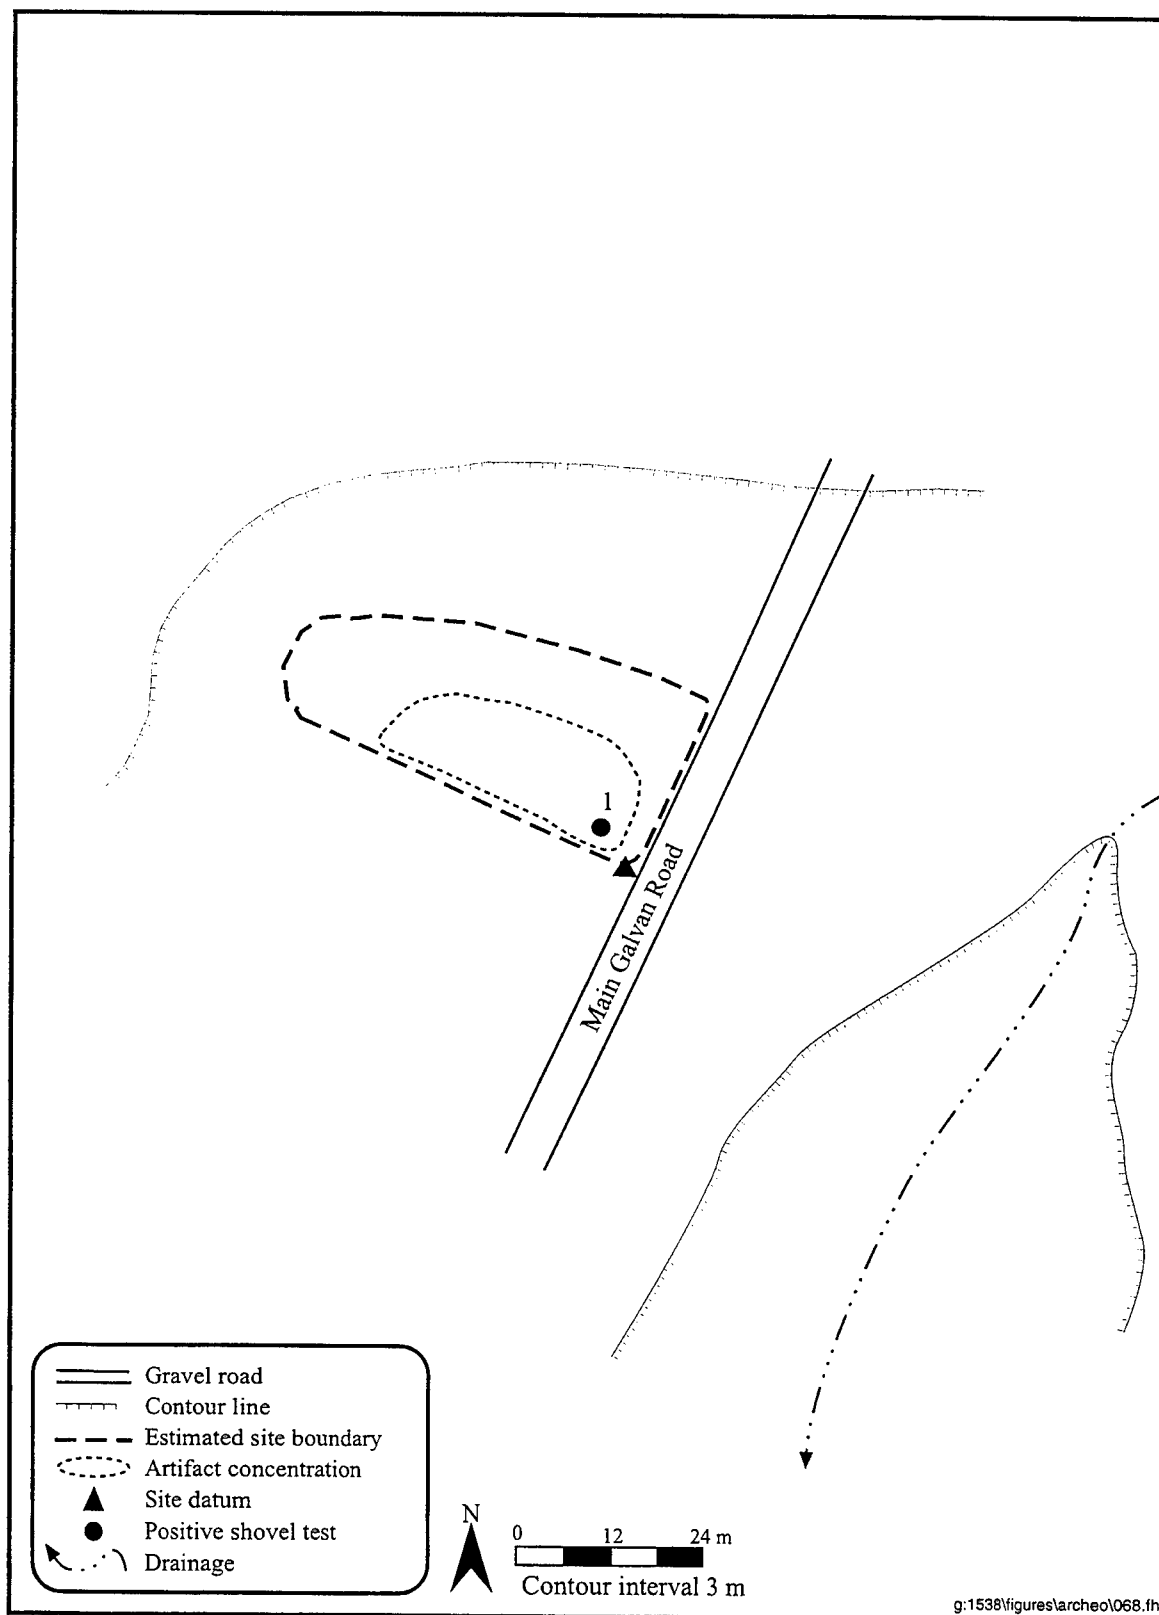 1
Main Galvan Road
Gravel road
Contour line
Estimated site boundary
Artifact concentration
Site datum
Positive shovel test
Drainage
N
0 12 24 m
Contour interval 3 m
g:1538\figures\archeo\068.fh